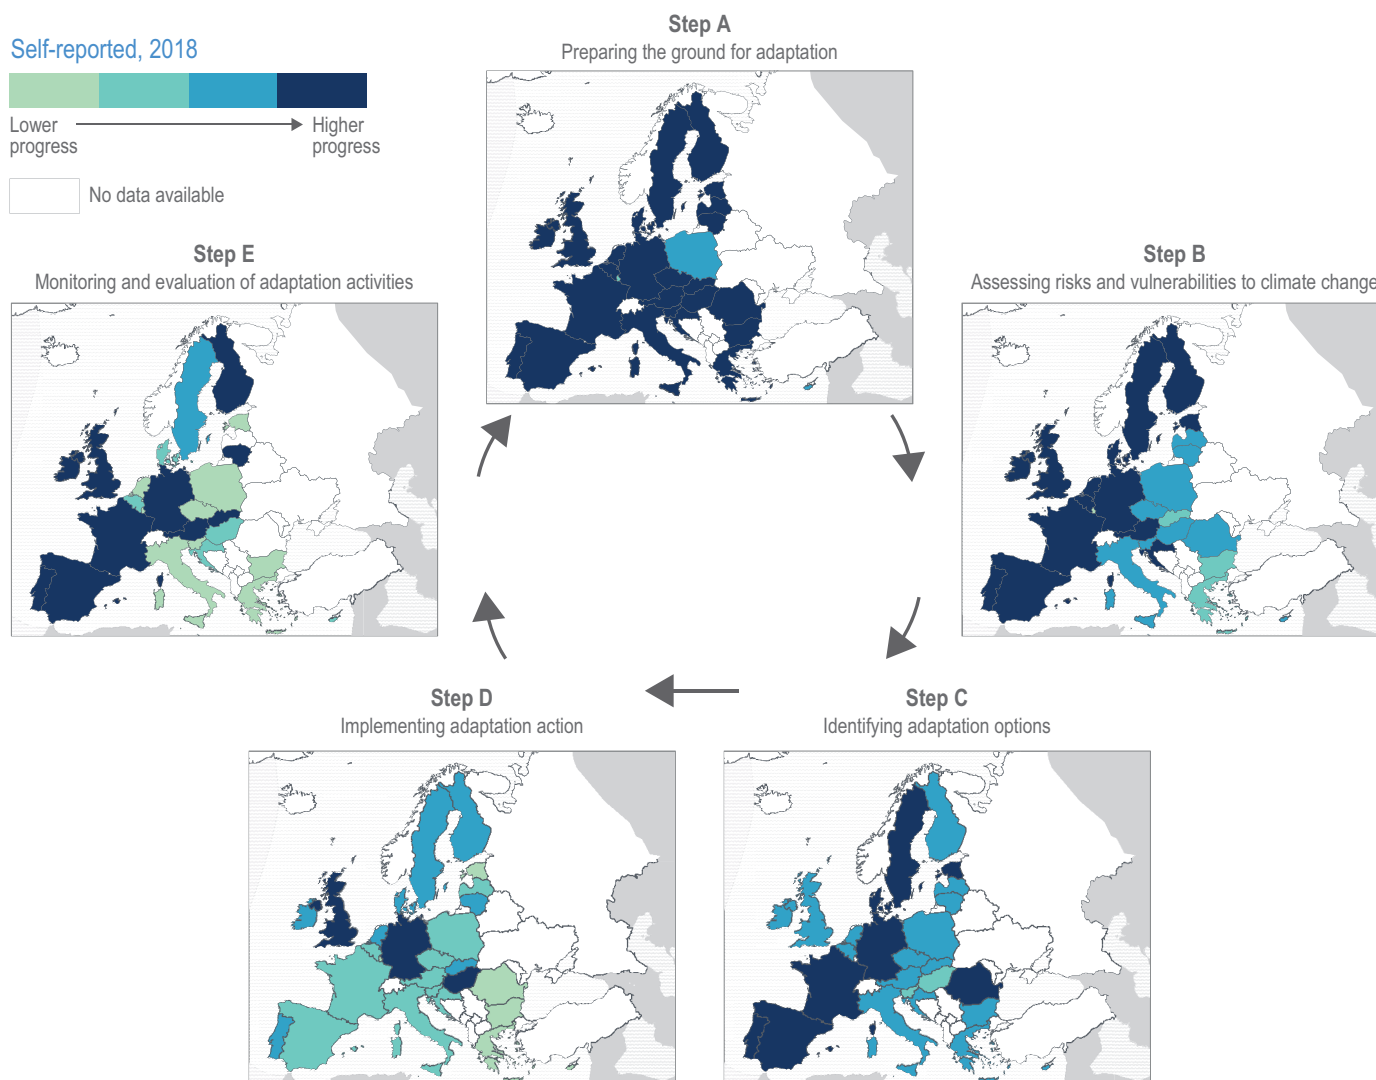 Step A
Preparing the ground for adaptation
Self-reported, 2018
Lower progress
Higher progress
No data available
Step E
Monitoring and evaluation of adaptation activities
Step B
Assessing risks and vulnerabilities to climate change
Step D
Implementing adaptation action
Step C
Identifying adaptation options